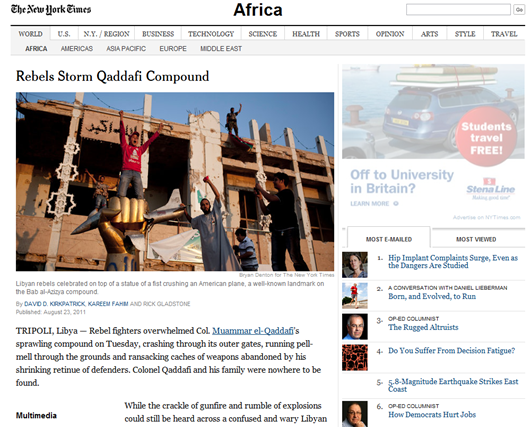 The New York Times
Africa
Go
WORLD U.S. N.Y. / REGION BUSINESS TECHNOLOGY SCIENCE HEALTH SPORTS OPINION ARTS STYLE TRAVEL
AFRICA AMERICAS ASIA PACIFIC EUROPE MIDDLE EAST
Rebels Storm Qaddafi Compound
Bryan Denton for The New York Times
Libyan rebels celebrated on top of a statue of a fist crushing an American plane, a well-known landmark on
the Bab al-Aziziya compound.
By DAVID D. KIRKPATRICK, KAREEM FAHIM and RICK GLADSTONE
Published: August 23, 2011
TRIPOLI, Libya — Rebel fighters overwhelmed Col. Muammar el-Qaddafi's
sprawling compound on Tuesday, crashing through its outer gates, running pell-
mell through the grounds and ransacking caches of weapons abandoned by his
shrinking retinue of defenders. Colonel Qaddafi and his family were nowhere to be
found.
Multimedia
While the crackle of gunfire and rumble of explosions
could still be heard across a confused and wary Libyan
Students
travel
FREE!
Off to University
in Britain?
LEARN MORE
Stena Line
Making good time
Advertise on NYTimes.com
MOST E-MAILED
MOST VIEWED
1. Hip Implant Complaints Surge, Even as
the Dangers Are Studied
2. A CONVERSATION WITH DANIEL LIEBERMAN
Born, and Evolved, to Run
3. OP-ED COLUMNIST
The Rugged Altruists
4. Do You Suffer From Decision Fatigue?
5. 5.8-Magnitude Earthquake Strikes East
Coast
6. OP-ED COLUMNIST
How Democrats Hurt Jobs